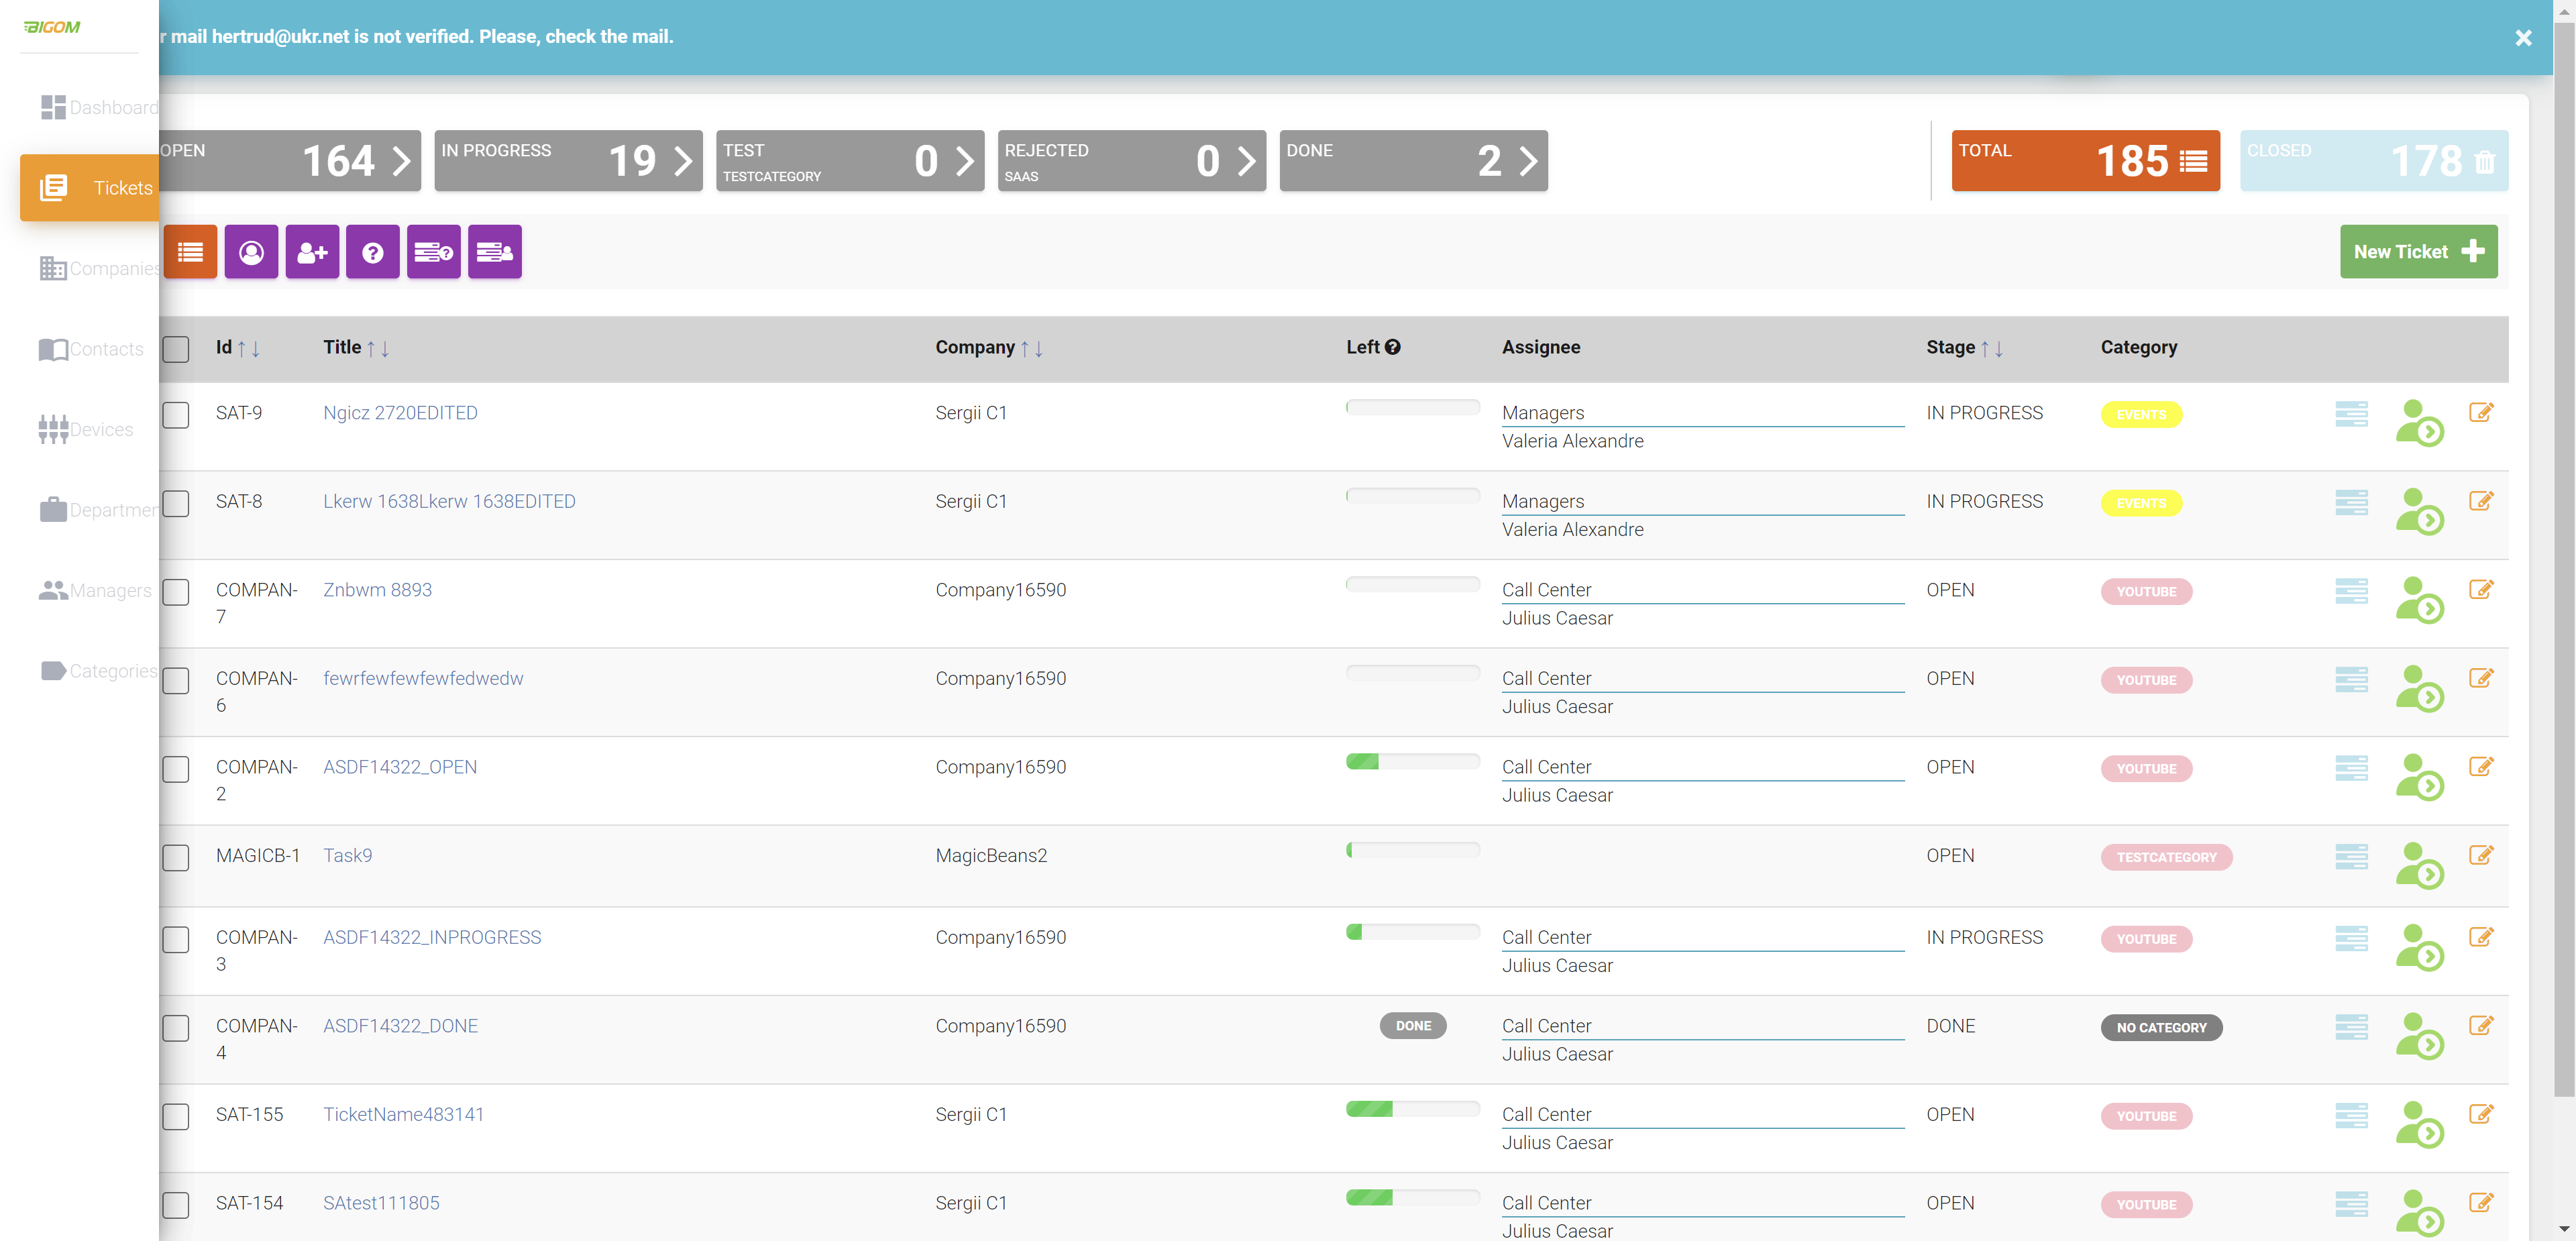 BIGOM
r mail hertrud@ukr.net is not verified. Please, check the mail.
Dashboard
Tickets
Companies
Contacts
Devices
Departmen
Managers
Categories
OPEN 164
IN PROGRESS 19
TEST 0
TESTCATEGORY
REJECTED 0
SAAS
DONE 2
TOTAL 185
CLOSED 178
New Ticket
Id ↑↓ Title ↑↓ Company ↑↓ Left Assignee Stage ↑↓ Category
SAT-9 Ngicz 2720EDITED Sergii C1 Managers IN PROGRESS EVENTS
Valeria Alexandre
SAT-8 Lkerw 1638Lkerw 1638EDITED Sergii C1 Managers IN PROGRESS EVENTS
Valeria Alexandre
COMPAN- Znbwm 8893 Company16590 Call Center OPEN YOUTUBE
7 Julius Caesar
COMPAN- fewrfewfewfewfedwedw Company16590 Call Center OPEN YOUTUBE
6 Julius Caesar
COMPAN- ASDF14322_OPEN Company16590 Call Center OPEN YOUTUBE
2 Julius Caesar
MAGICB-1 Task9 MagicBeans2 OPEN TESTCATEGORY
COMPAN- ASDF14322_INPROGRESS Company16590 Call Center IN PROGRESS YOUTUBE
3 Julius Caesar
COMPAN- ASDF14322_DONE Company16590 DONE Call Center DONE NO CATEGORY
4 Julius Caesar
SAT-155 TicketName483141 Sergii C1 Call Center OPEN YOUTUBE
Julius Caesar
SAT-154 SAtest111805 Sergii C1 Call Center OPEN YOUTUBE
Julius Caesar